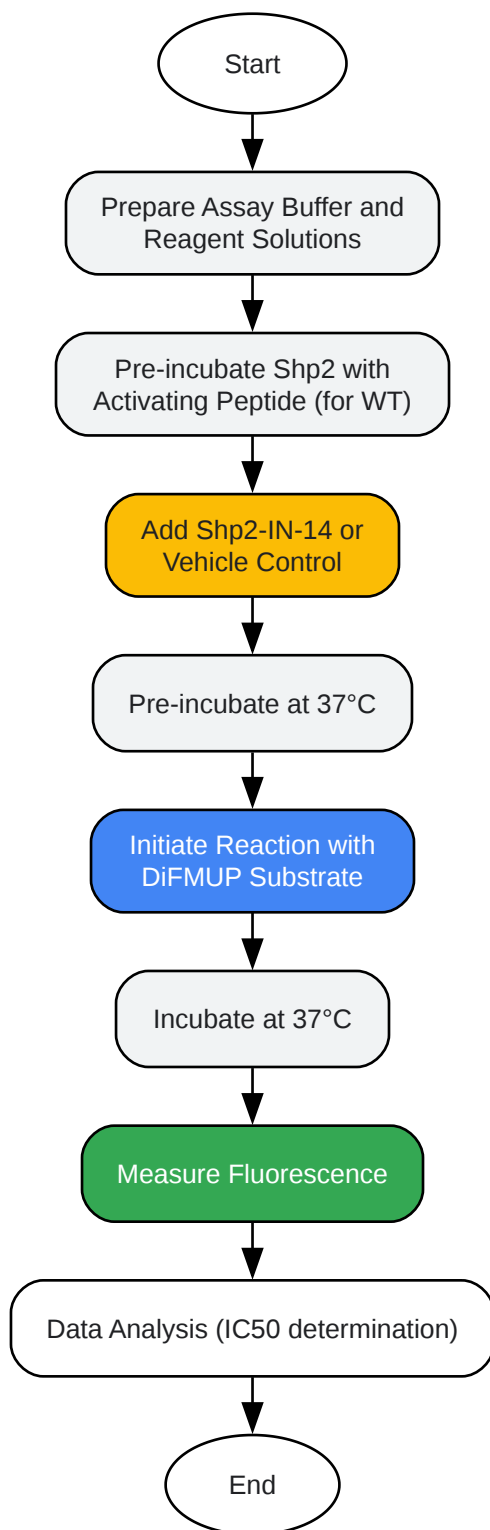 Start
Prepare Assay Buffer and
Reagent Solutions
Pre-incubate Shp2 with
Activating Peptide (for WT)
Add Shp2-IN-14 or
Vehicle Control
Pre-incubate at 37°C
Initiate Reaction with
DiFMUP Substrate
Incubate at 37°C
Measure Fluorescence
Data Analysis (IC50 determination)
End